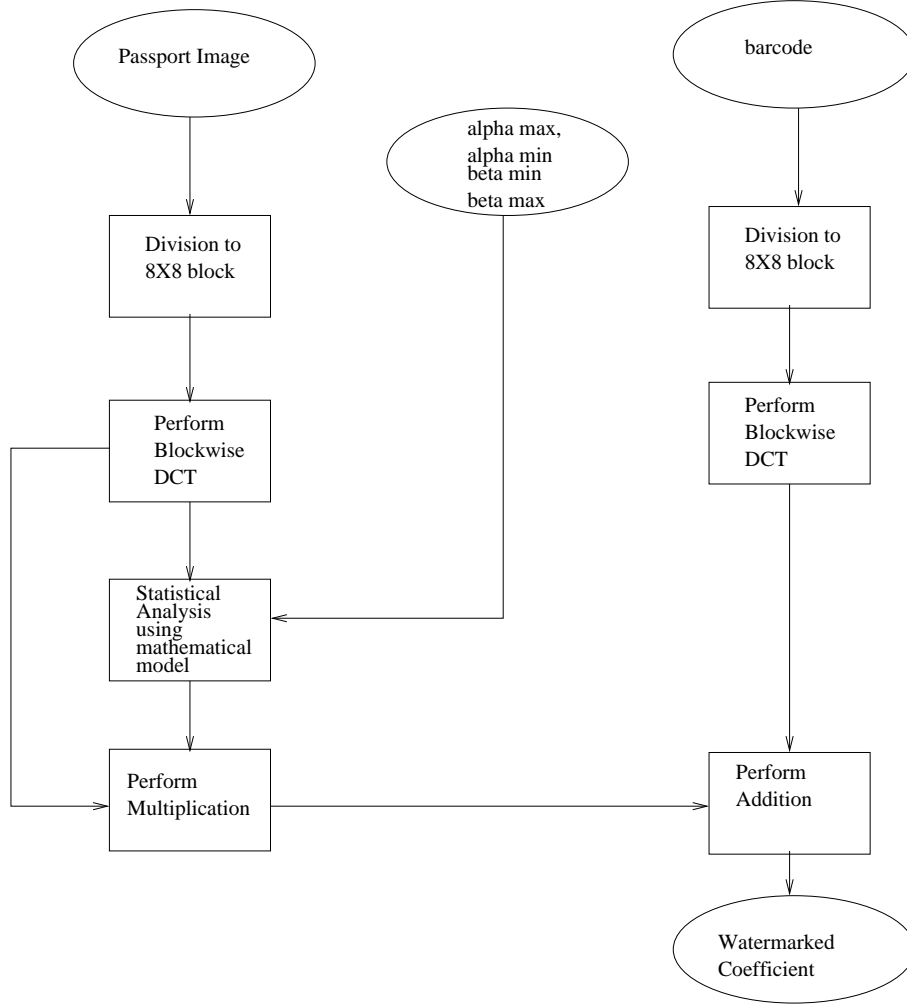 Passport Image
barcode
alpha max,
alpha min
beta min
beta max
Division to
8X8 block
Division to
8X8 block
Perform
Blockwise
DCT
Perform
Blockwise
DCT
Statistical
Analysis
using
mathematical
model
Perform
Multiplication
Perform
Addition
Watermarked
Coefficient